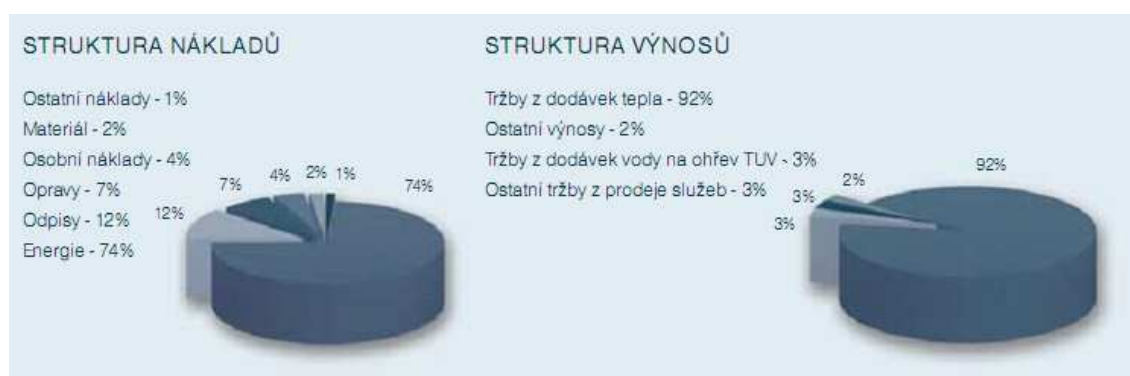 STRUKTURA NÁKLADŮ
Ostatní náklady - 1%
Materiál - 2%
Osobní náklady - 4%
Opravy - 7%
Odpisy - 12%
Energie - 74%
12%
7%
4%
2%
1%
74%
STRUKTURA VÝNOSŮ
Tržby z dodávek tepla - 92%
Ostatní výnosy - 2%
Tržby z dodávek vody na ohřev TUV - 3%
Ostatní tržby z prodeje služeb - 3%
3%
3%
2%
92%